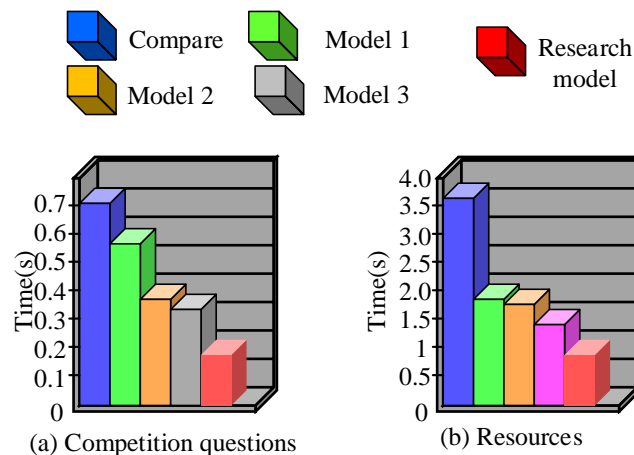 Compare
Model 1
Research
model
Model 2
Model 3
Time(s)
0.7
0.6
0.5
0.4
0.3
0.2
0.1
0
(a) Competition questions
Time(s)
4.0
3.5
3.0
2.5
2.0
1.5
1
0.5
0
(b) Resources